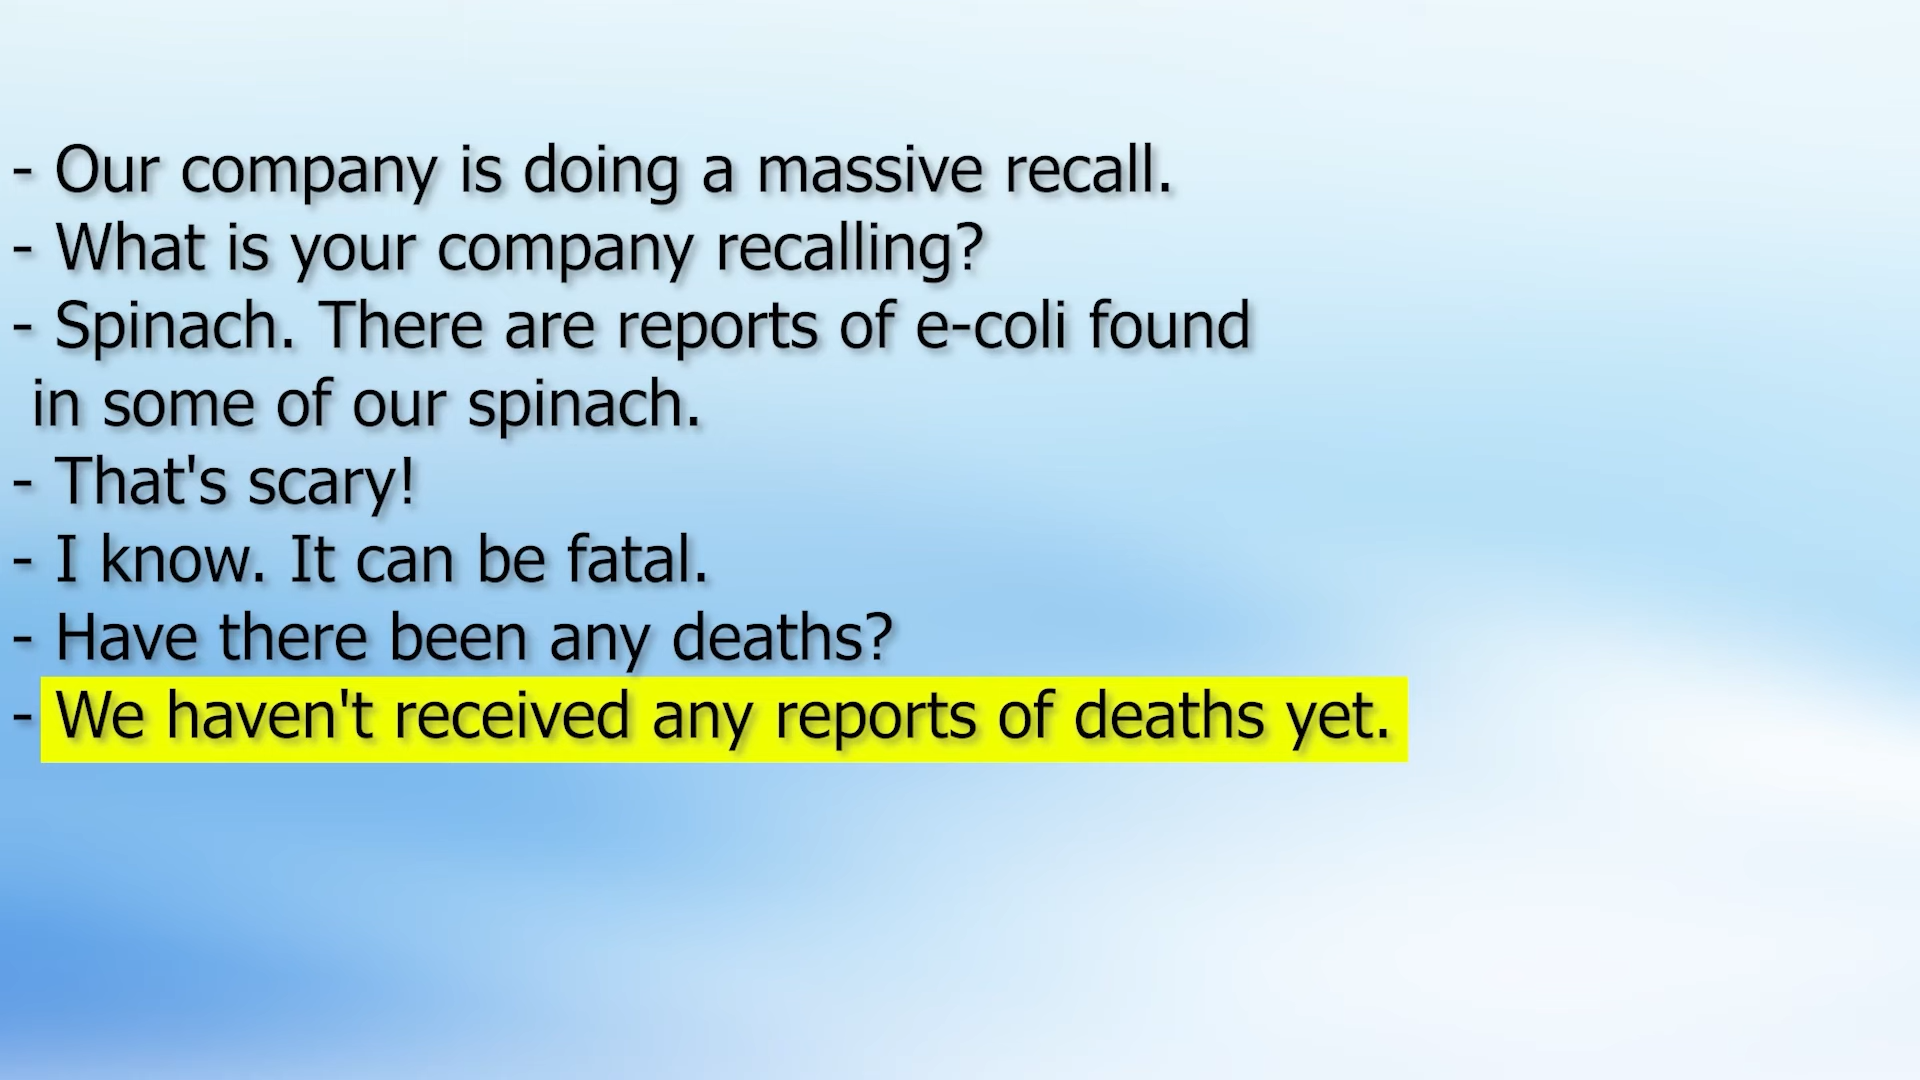 - Our company is doing a massive recall.
- What is your company recalling?
- Spinach. There are reports of e-coli found
in some of our spinach.
- That's scary!
- I know. It can be fatal.
- Have there been any deaths?
- We haven't received any reports of deaths yet.